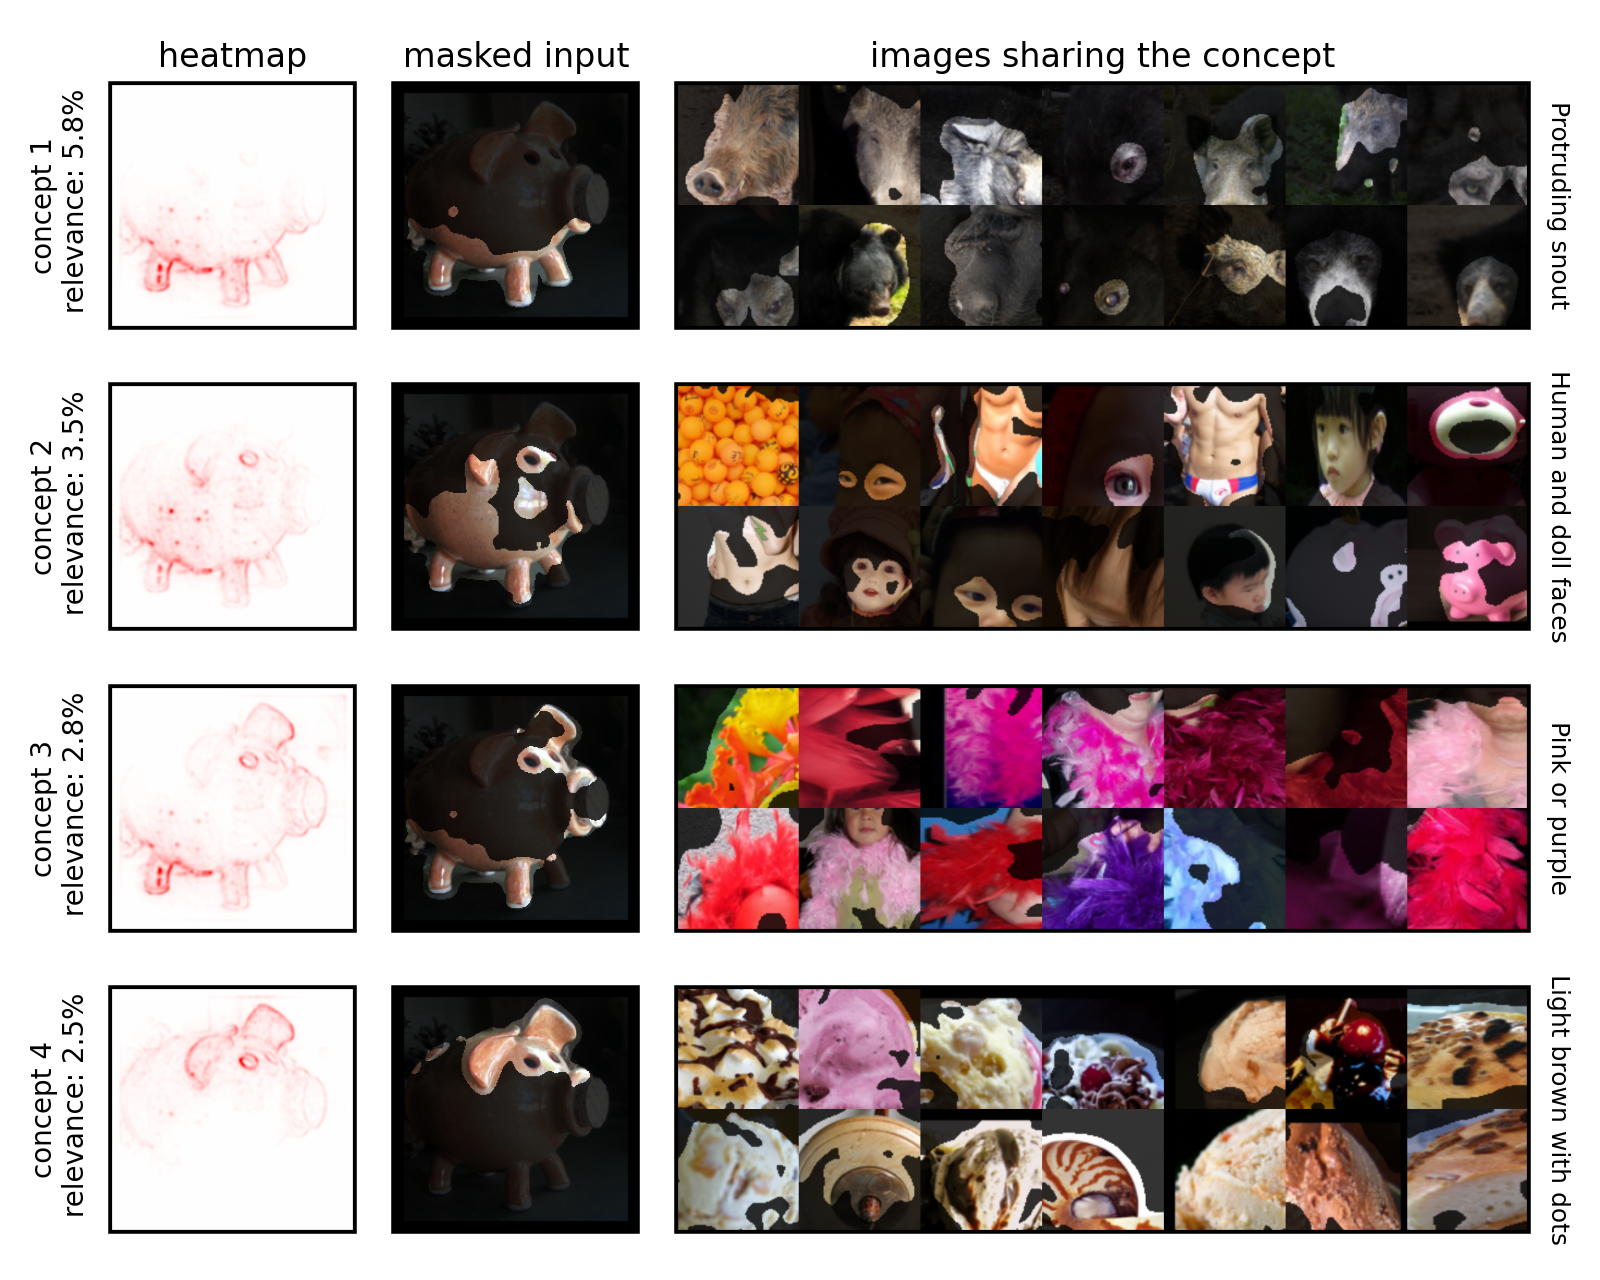 heatmap
masked input
images sharing the concept
concept 1
relevance: 5.8%
Protruding snout
concept 2
relevance: 3.5%
Human and doll faces
concept 3
relevance: 2.8%
Pink or purple
concept 4
relevance: 2.5%
Light brown with dots